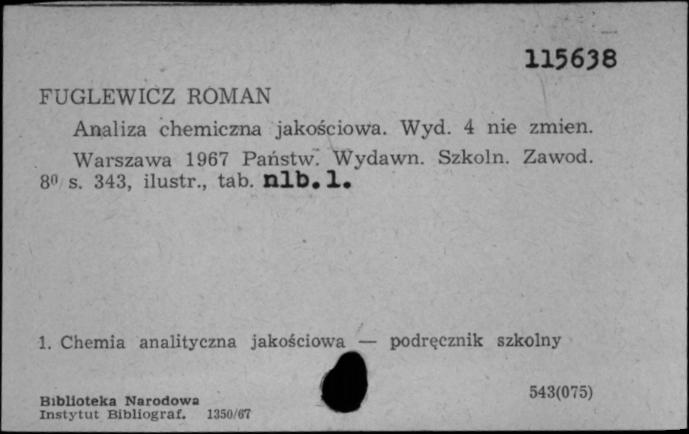 115638
FUGLEWICZ ROMAN
Analiza chemiczna jakościowa. Wyd. 4 nie zmien.
Warszawa 1967 Państw. Wydawn. Szkoln. Zawod.
8⁰ s. 343, ilustr., tab. nlb. 1.
1. Chemia analityczna jakościowa — podręcznik szkolny
543(075)
Biblioteka Narodowa
Instytut Bibliograf. 1350/67